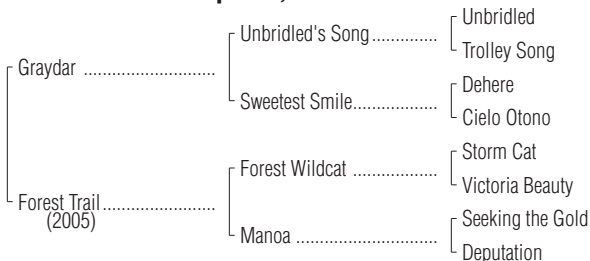 Unbridled
Unbridled's Song..............
Trolley Song
Graydar ...........................
Dehere
Sweetest Smile.................
Cielo Otono
Storm Cat
Forest Wildcat .................
Victoria Beauty
Forest Trail.......................
(2005)
Seeking the Gold
Manoa .............................
Deputation